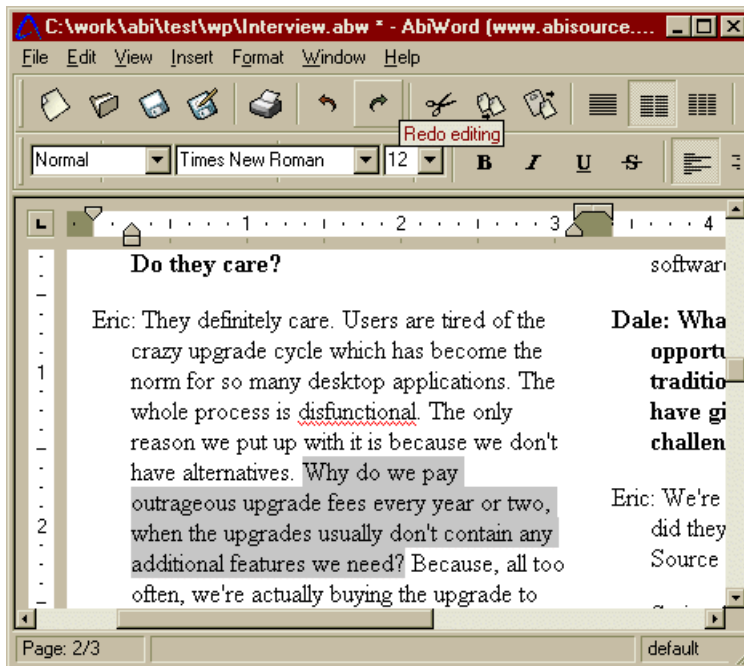 C:\work\abi\test\wp\Interview.abw * - AbiWord (www.abisource....
File Edit View Insert Format Window Help
Redo editing
Normal Times New Roman 12 B I U S
L 1 2 3 4
1
2
Do they care?
Eric: They definitely care. Users are tired of the
crazy upgrade cycle which has become the
norm for so many desktop applications. The
whole process is disfunctional. The only
reason we put up with it is because we don't
have alternatives. Why do we pay
outrageous upgrade fees every year or two,
when the upgrades usually don't contain any
additional features we need? Because, all too
often, we're actually buying the upgrade to
softwar
Dale: Wha
opportu
traditio
have gi
challen
Eric: We're
did they
Source
Page: 2/3 default